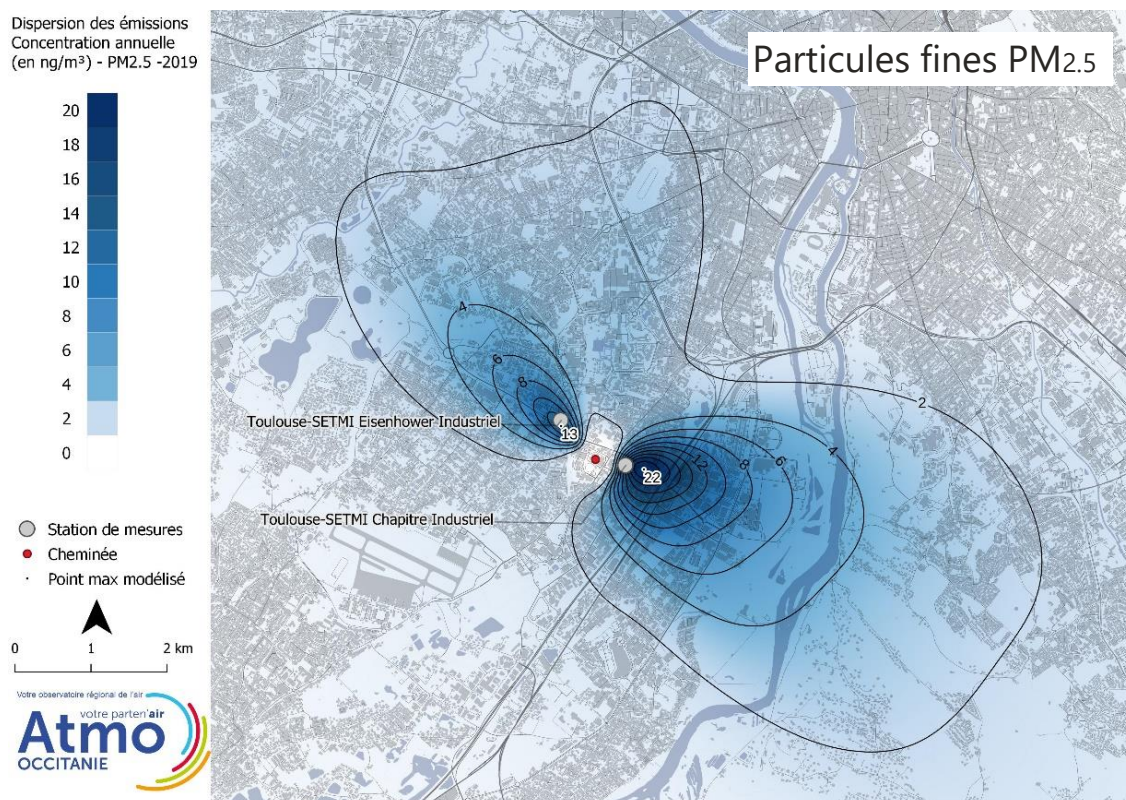 Dispersion des émissions
Concentration annuelle
(en ng/m³) - PM2.5 -2019
20
18
16
14
12
10
8
6
4
2
0
Station de mesures
Cheminée
Point max modélisé
0 1 2 km
Votre observatoire régional de l'air
votre parten'air
Atmo
OCCITANIE
Particules fines PM2.5
4
6
8
Toulouse-SETMI Eisenhower Industriel
13
2
4
6
8
12
22
Toulouse-SETMI Chapitre Industriel